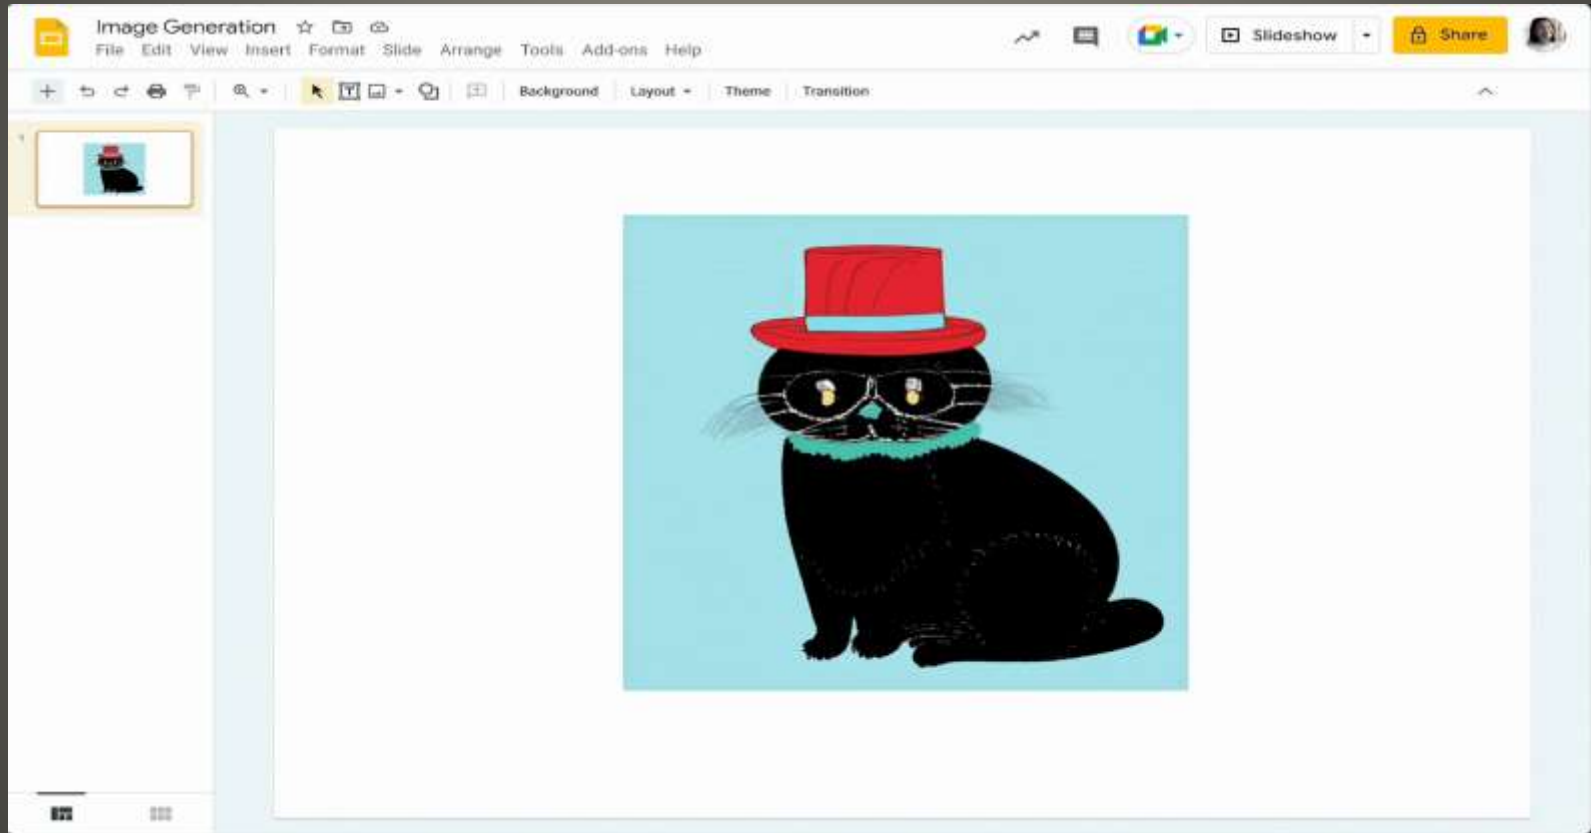 Image Generation
File Edit View Insert Format Slide Arrange Tools Add-ons Help
Slideshow
Share
Background Layout Theme Transition